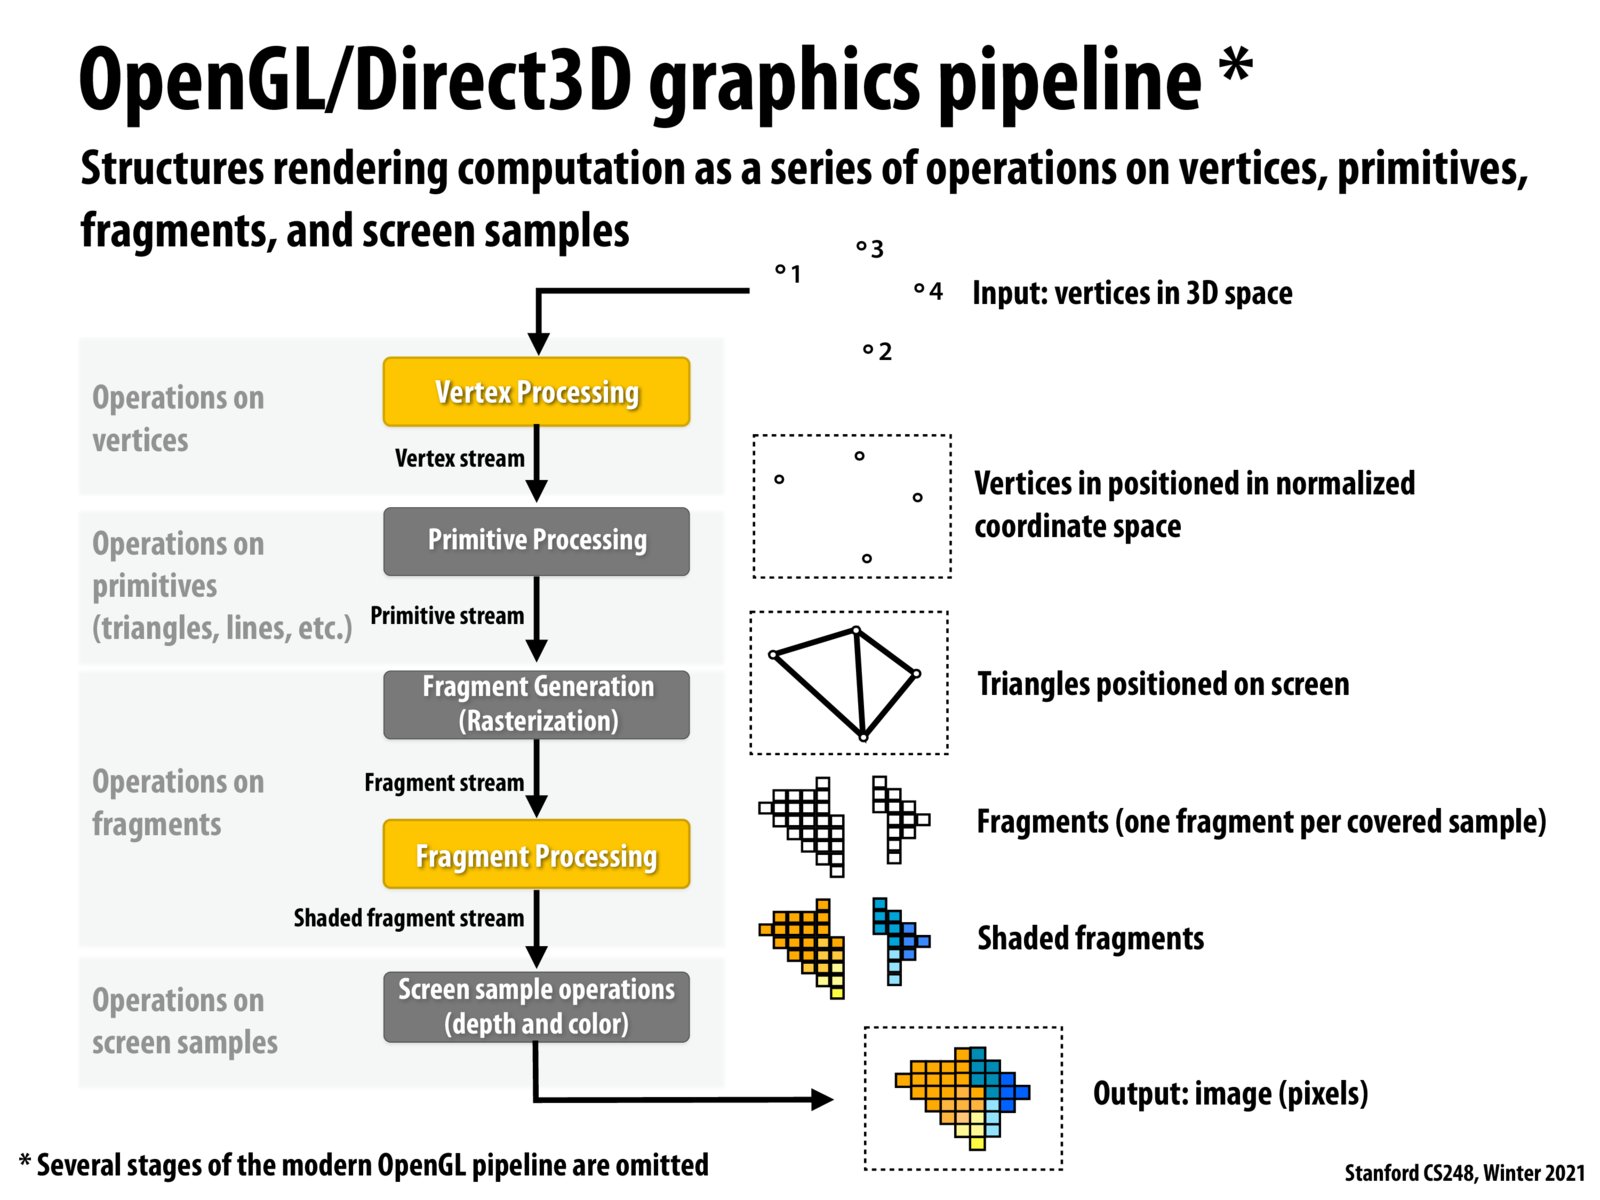 OpenGL/Direct3D graphics pipeline *
Structures rendering computation as a series of operations on vertices, primitives,
fragments, and screen samples
1
3
4
2
Input: vertices in 3D space
Operations on
vertices
Vertex Processing
Vertex stream
Vertices in positioned in normalized
coordinate space
Operations on
primitives
(triangles, lines, etc.)
Primitive Processing
Primitive stream
Triangles positioned on screen
Operations on
fragments
Fragment Generation
(Rasterization)
Fragment stream
Fragments (one fragment per covered sample)
Fragment Processing
Shaded fragment stream
Shaded fragments
Operations on
screen samples
Screen sample operations
(depth and color)
Output: image (pixels)
* Several stages of the modern OpenGL pipeline are omitted
Stanford CS248, Winter 2021